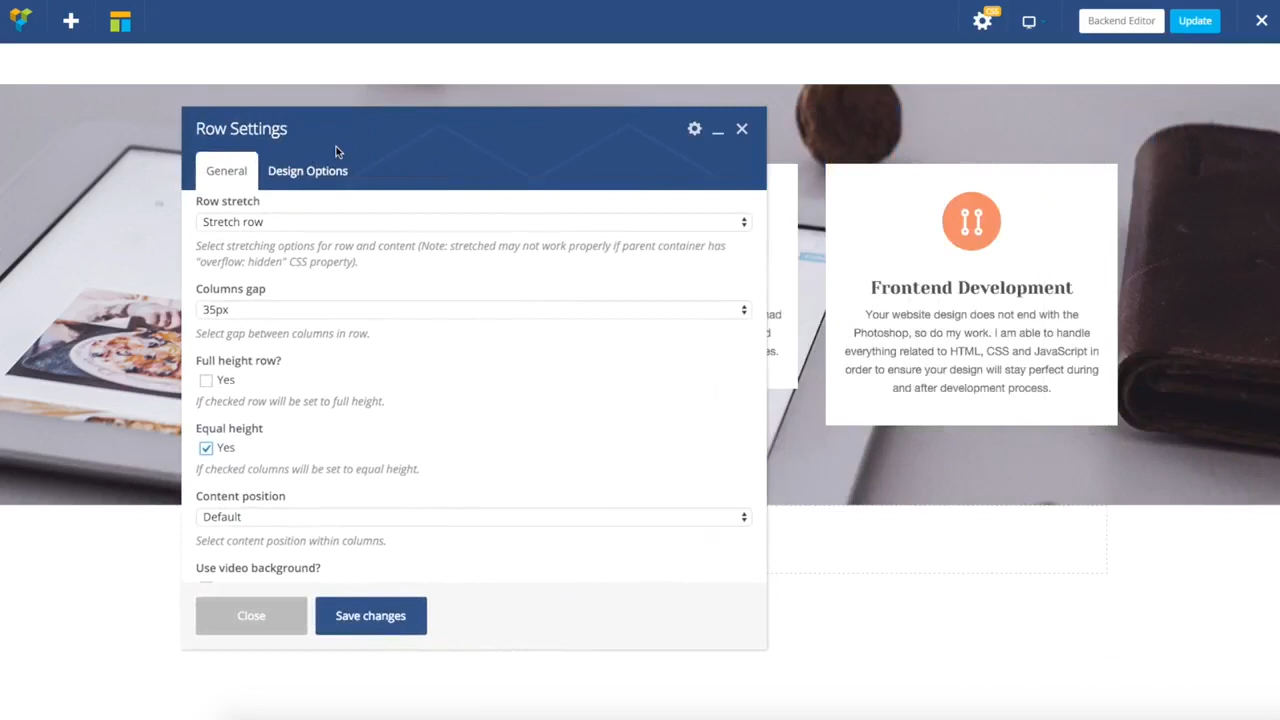 CSS
Backend Editor
Update
Row Settings
General
Design Options
Row stretch
Stretch row
Select stretching options for row and content (Note: stretched may not work properly if parent container has
"overflow: hidden" CSS property).
Columns gap
35px
Select gap between columns in row.
Full height row?
Yes
If checked row will be set to full height.
Equal height
Yes
If checked columns will be set to equal height.
Content position
Default
Select content position within columns.
Use video background?
Close
Save changes
Frontend Development
Your website design does not end with the
Photoshop, so do my work. I am able to handle
everything related to HTML, CSS and JavaScript in
order to ensure your design will stay perfect during
and after development process.